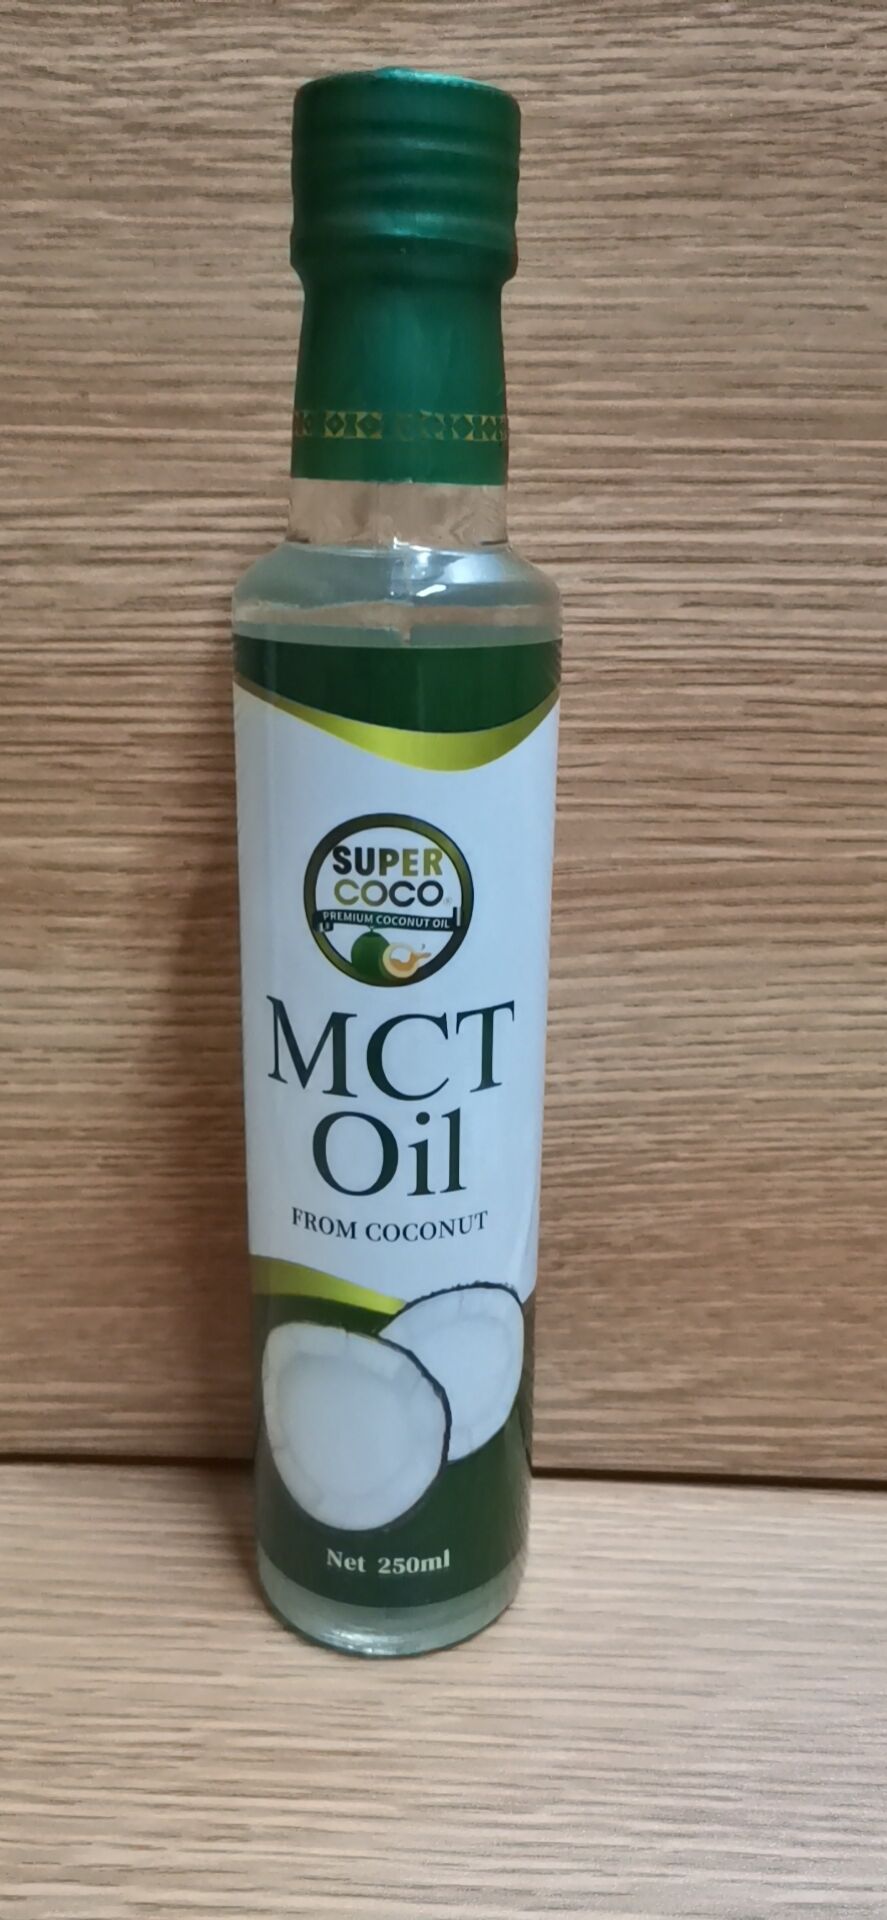 SUPER
COCO®
PREMIUM COCONUT OIL
MCT
Oil
FROM COCONUT
Net 250ml